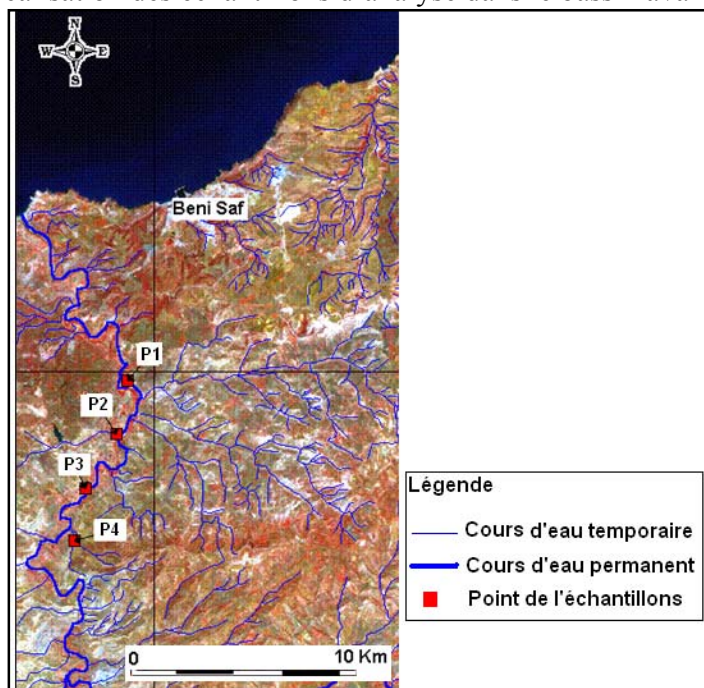 N
W E
S
Beni Saf
P1
P2
P3
P4
Légende
Cours d'eau temporaire
Cours d'eau permanent
Point de l'échantillons
0 10 Km